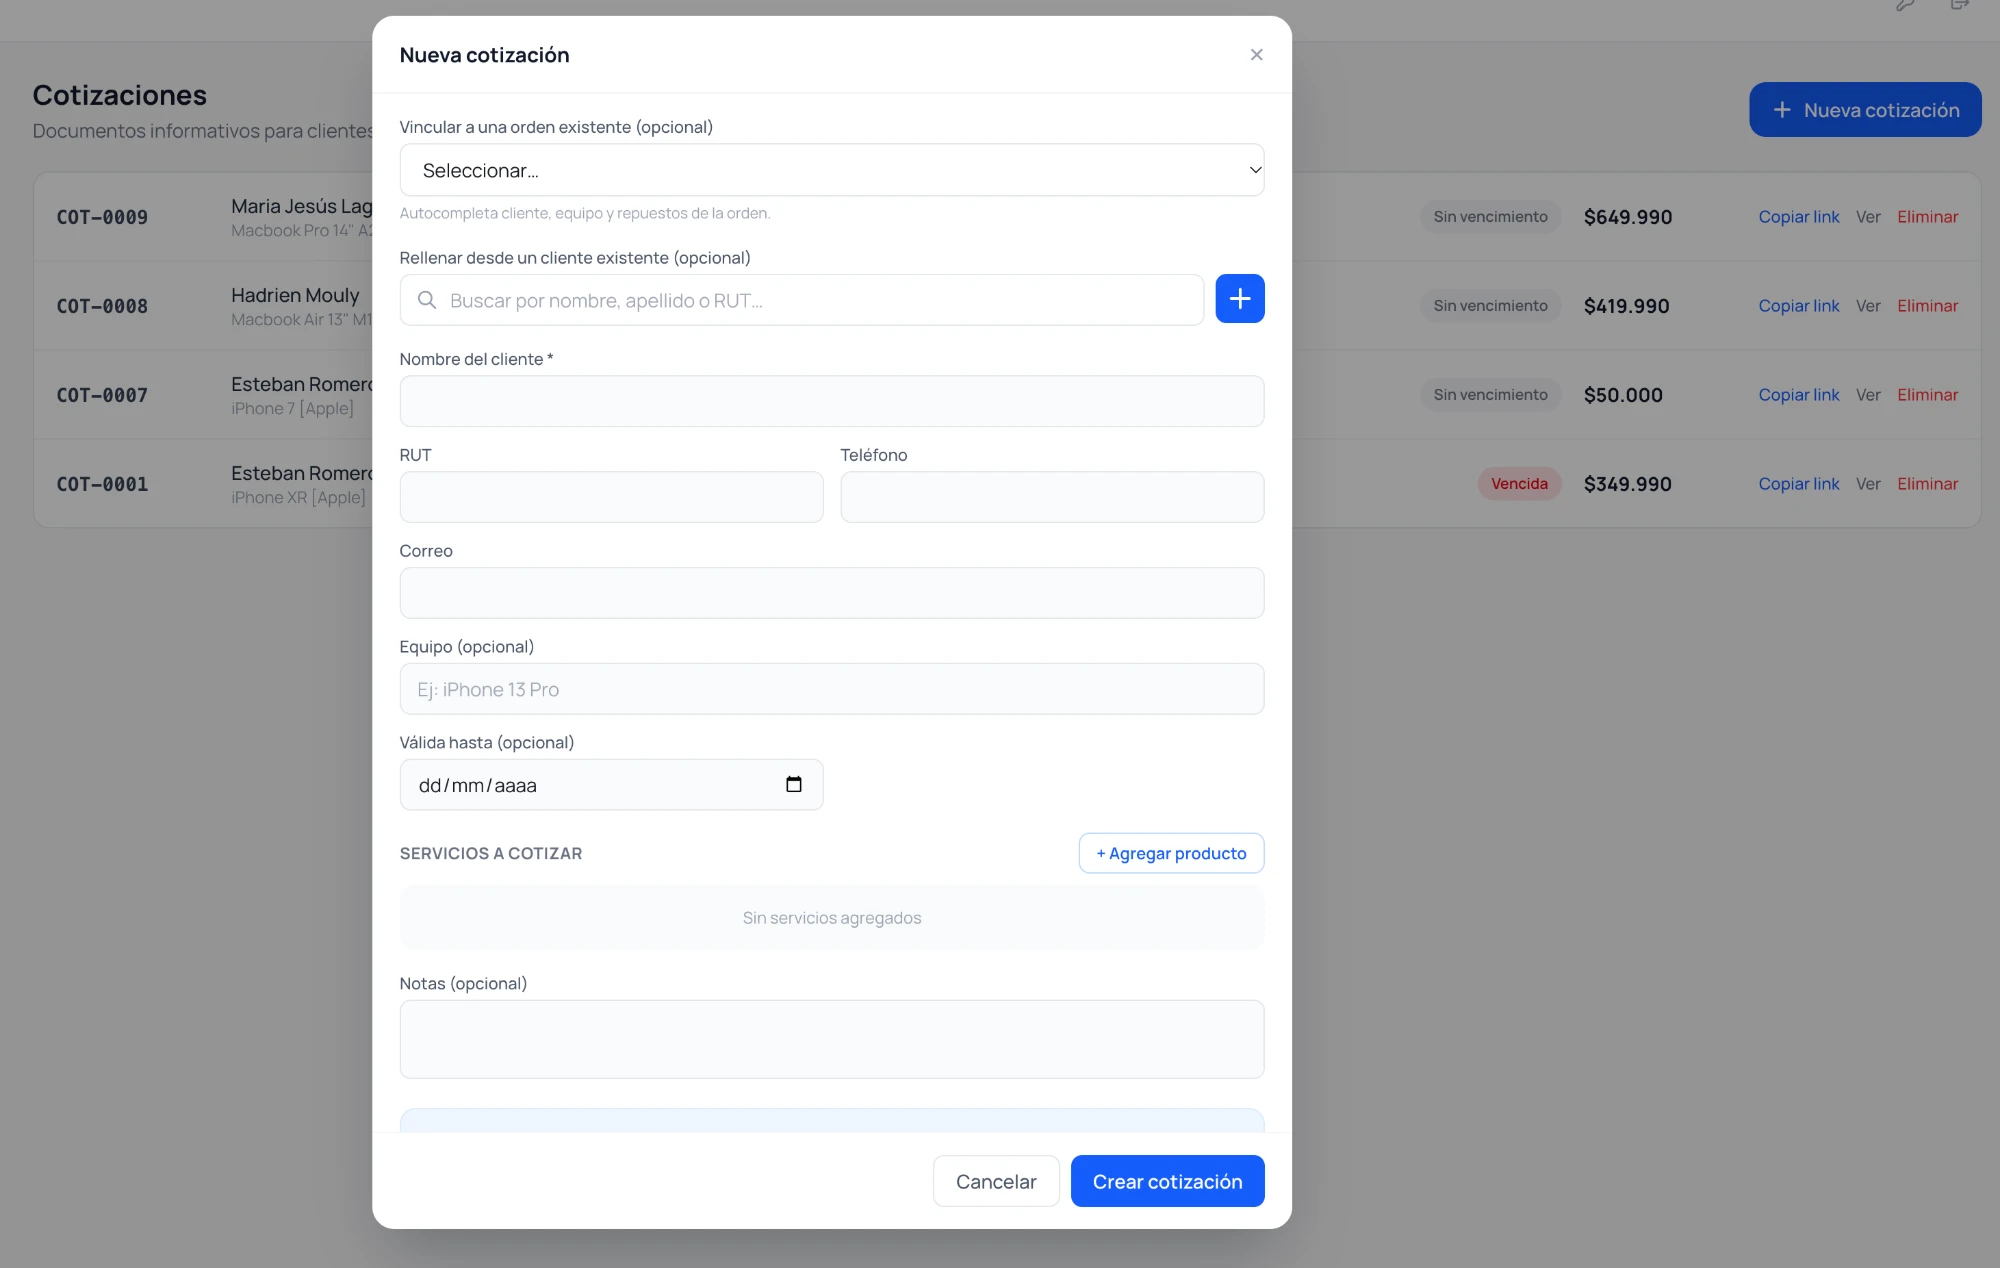 Nueva cotización
Vincular a una orden existente (opcional)
Seleccionar...
Autocompleta cliente, equipo y repuestos de la orden.
Rellenar desde un cliente existente (opcional)
Buscar por nombre, apellido o RUT...
Nombre del cliente *
RUT
Teléfono
Correo
Equipo (opcional)
Ej: iPhone 13 Pro
Válida hasta (opcional)
dd/mm/aaaa
SERVICIOS A COTIZAR
+ Agregar producto
Sin servicios agregados
Notas (opcional)
Cancelar
Crear cotización
Cotizaciones
Documentos informativos para clientes
+ Nueva cotización
COT-0009
Maria Jesús Lag
Macbook Pro 14"
Sin vencimiento
$649.990
Copiar link
Ver
Eliminar
COT-0008
Hadrien Mouly
Macbook Air 13" M1
Sin vencimiento
$419.990
Copiar link
Ver
Eliminar
COT-0007
Esteban Romero
iPhone 7 [Apple]
Sin vencimiento
$50.000
Copiar link
Ver
Eliminar
COT-0001
Esteban Romero
iPhone XR [Apple]
Vencida
$349.990
Copiar link
Ver
Eliminar